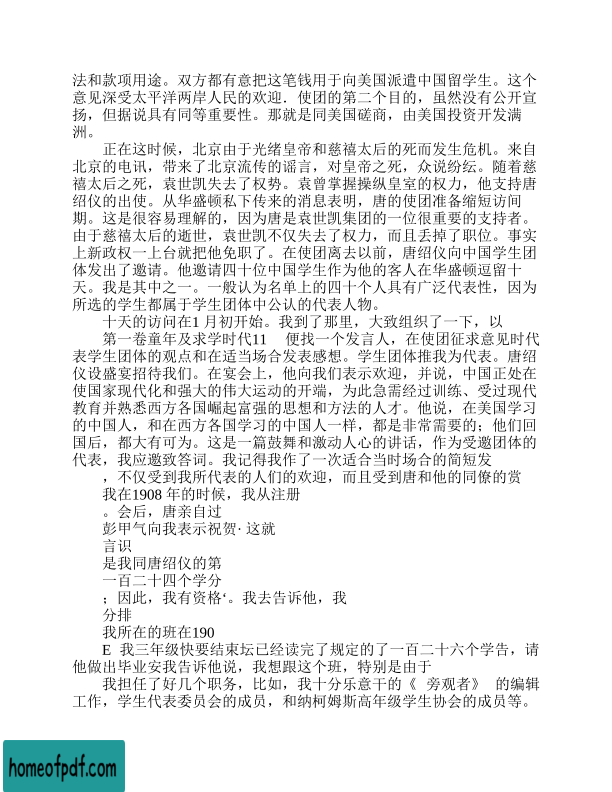 法和款项用途。双方都有意把这笔钱用于向美国派遣中国留学生。这个
意见深受太平洋两岸人民的欢迎．使团的第二个目的，虽然没有公开宣
扬，但据说具有同等重要性。那就是同美国磋商，由美国投资开发满
洲。
正在这时候，北京由于光绪皇帝和慈禧太后的死而发生危机。来自
北京的电讯，带来了北京流传的谣言，对皇帝之死，众说纷纭。随着慈
禧太后之死，袁世凯失去了权势。袁曾掌握操纵皇室的权力，他支持唐
绍仪的出使。从华盛顿私下传来的消息表明，唐的使团准备缩短访问
期。这是很容易理解的，因为唐是袁世凯集团的一位很重要的支持者。
由于慈禧太后的逝世，袁世凯不仅失去了权力，而且丢掉了职位。事实
上新政权一上台就把他免职了。在使团离去以前，唐绍仪向中国学生团
体发出了邀请。他邀请四十位中国学生作为他的客人在华盛顿逗留十
天。我是其中之一。一般认为名单上的四十个人具有广泛代表性，因为
所选的学生都属于学生团体中公认的代表人物。
十天的访问在1 月初开始。我到了那里，大致组织了一下，以
第一卷童年及求学时代11 便找一个发言人，在使团征求意见时代
表学生团体的观点和在适当场合发表感想。学生团体推我为代表。唐绍
仪设盛宴招待我们。在宴会上，他向我们表示欢迎，并说，中国正处在
使国家现代化和强大的伟大运动的开端，为此急需经过训练、受过现代
教育并熟悉西方各国崛起富强的思想和方法的人才。他说，在美国学习
的中国人，和在西方各国学习的中国人一样，都是非常需要的；他们回
国后，都大有可为。这是一篇鼓舞和激动人心的讲话，作为受邀团体的
代表，我应邀致答词。我记得我作了一次适合当时场合的简短发
，不仅受到我所代表的人们的欢迎，而且受到唐和他的同僚的赏
我在1908 年的时候，我从注册
。会后，唐亲自过
彭甲气向我表示祝贺· 这就
言识
是我同唐绍仪的第
一百二十四个学分
；因此，我有资格‘。我去告诉他，我
分排
我所在的班在190
E 我三年级快要结束坛已经读完了规定的了一百二十六个学告，请
他做出毕业安我告诉他说，我想跟这个班，特别是由于
我担任了好几个职务，比如，我十分乐意干的《 旁观者》 的编辑
工作，学生代表委员会的成员，和纳柯姆斯高年级学生协会的成员等。
homeofpdf.com